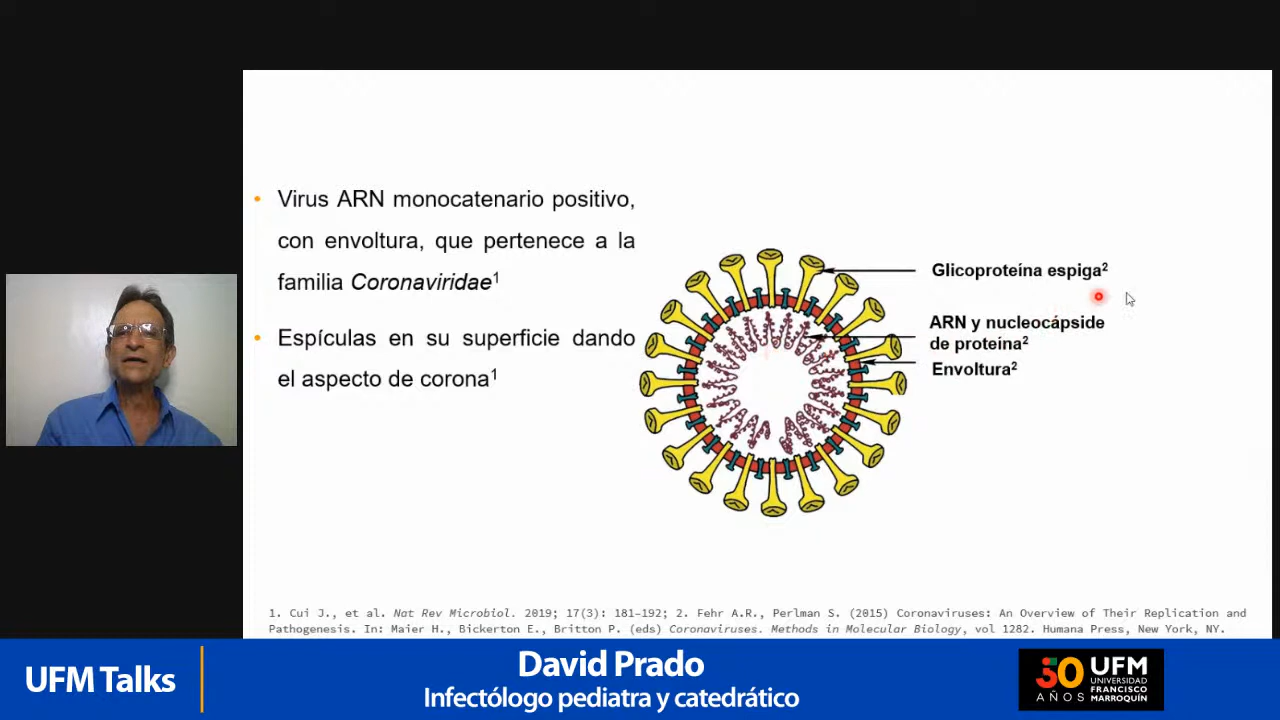 Virus ARN monocatenario positivo,
con envoltura, que pertenece a la
familia Coronaviridae1
Espículas en su superficie dando
el aspecto de corona1
Glicoproteína espiga2
ARN y nucleocápside
de proteína2
Envoltura2
1. Cui J., et al. Nat Rev Microbiol. 2019; 17(3): 181–192; 2. Fehr A.R., Perlman S. (2015) Coronaviruses: An Overview of Their Replication and
Pathogenesis. In: Maier H., Bickerton E., Britton P. (eds) Coronaviruses. Methods in Molecular Biology, vol 1282. Humana Press, New York, NY.
UFM Talks
David Prado
Infectólogo pediatra y catedrático
50
AÑOS
UFM
UNIVERSIDAD
FRANCISCO
MARROQUÍN